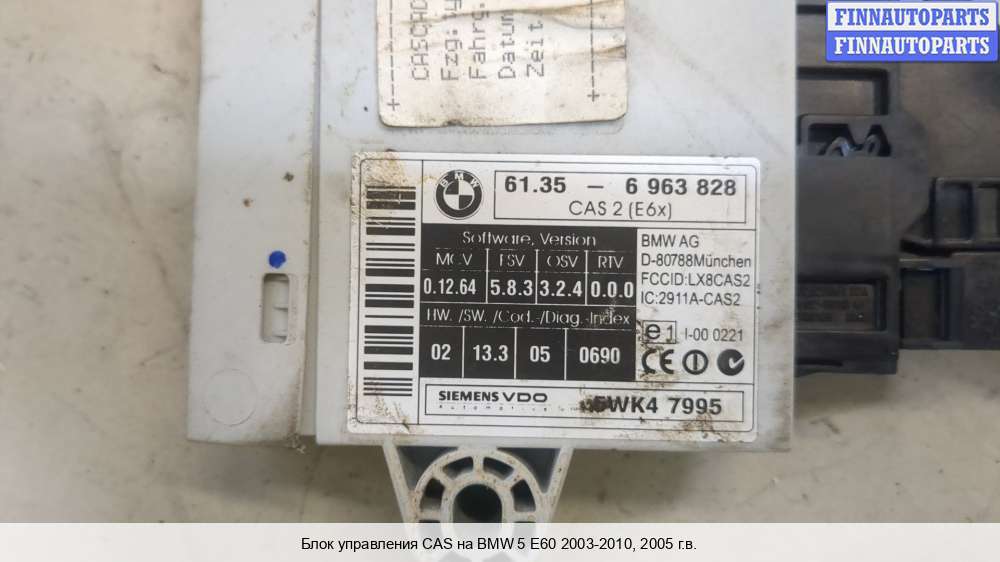 FINNAUTOPARTS
FINNAUTOPARTS
CASCAD
Fzg.
Fahrg.
Datum
Zeit
BMW
61.35 - 6 963 828
CAS 2 (E6x)
Software, Version
MCV FSV OSV RTV
0.12.64 5.8.3 3.2.4 0.0.0
HW. /SW. /Cod.-/Diag.-Index
02 13.3 05 0690
BMW AG
D-80788München
FCCID:LX8CAS2
IC:2911A-CAS2
e1 I-00 0221
CE
SIEMENS VDO
Automotive
5WK4 7995
Блок управления CAS на BMW 5 E60 2003-2010, 2005 г.в.